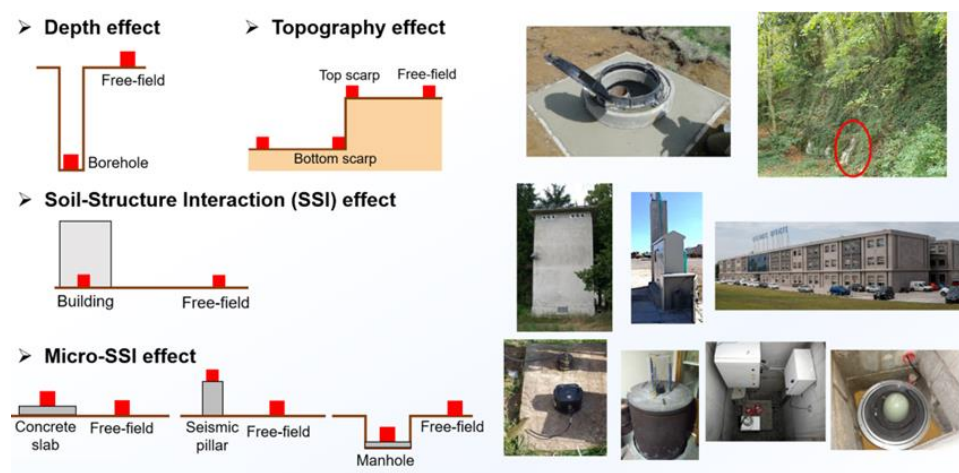 ➢ Depth effect
Free-field
Borehole
➢ Topography effect
Top scarp
Free-field
Bottom scarp
➢ Soil-Structure Interaction (SSI) effect
Building
Free-field
➢ Micro-SSI effect
Concrete
slab
Free-field
Seismic
pillar
Free-field
Manhole
Free-field